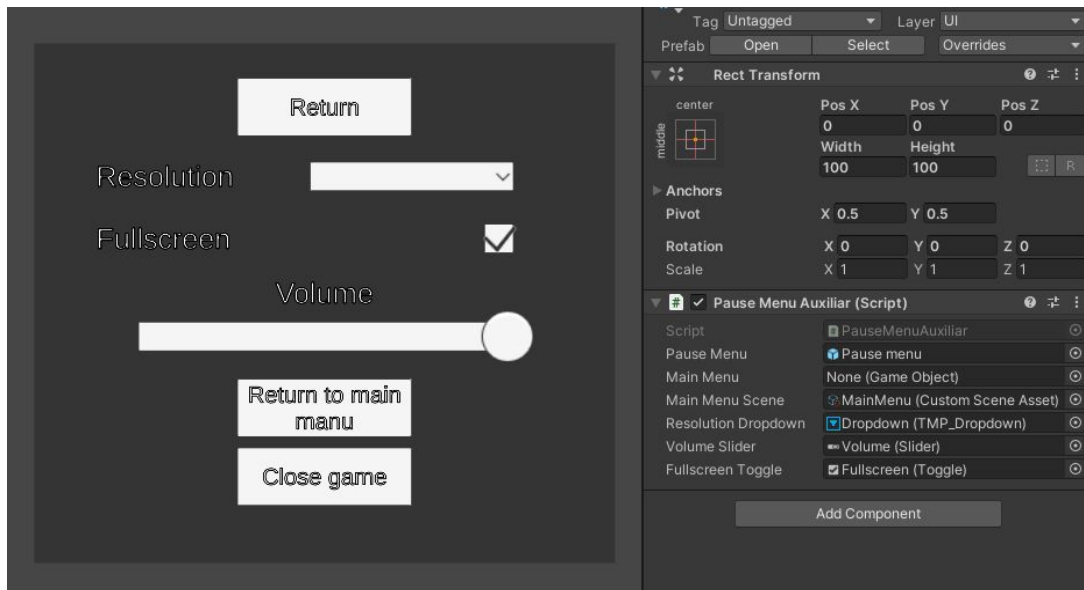 Return
Resolution
Fullscreen
Volume
Return to main
manu
Close game
Tag Untagged Layer UI
Prefab Open Select Overrides
Rect Transform
center
middle
Pos X Pos Y Pos Z
0 0 0
Width Height
100 100
R
Anchors
Pivot X 0.5 Y 0.5
Rotation X 0 Y 0 Z 0
Scale X 1 Y 1 Z 1
# Pause Menu Auxiliar (Script)
Script PauseMenuAuxiliar
Pause Menu Pause menu
Main Menu None (Game Object)
Main Menu Scene MainMenu (Custom Scene Asset)
Resolution Dropdown Dropdown (TMP_Dropdown)
Volume Slider Volume (Slider)
Fullscreen Toggle Fullscreen (Toggle)
Add Component